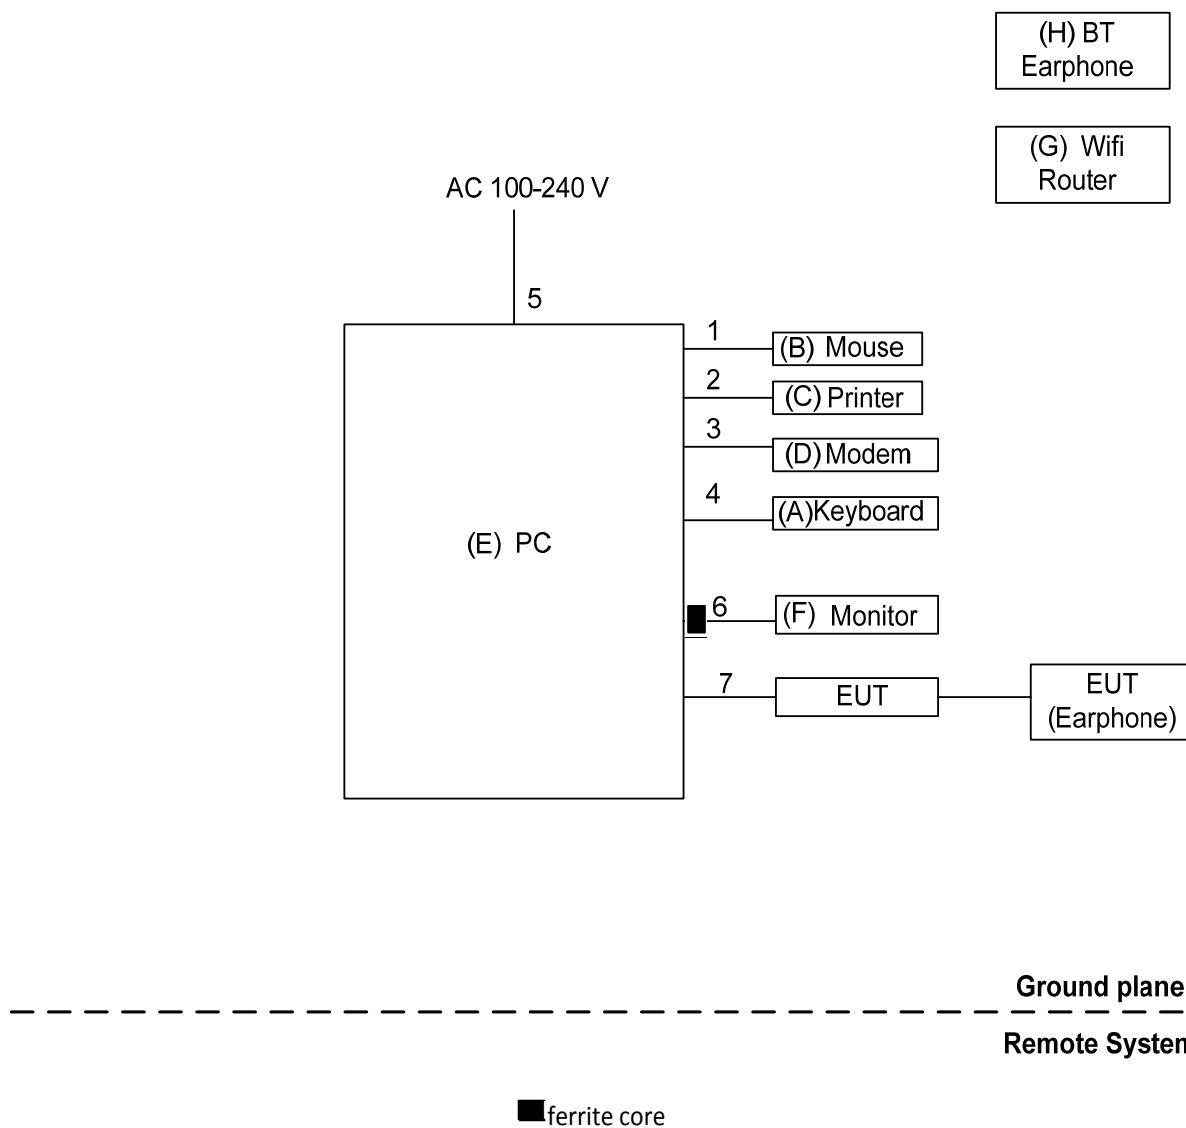 (H) BT
Earphone
(G) Wifi
Router
AC 100-240 V
5
1
(B) Mouse
2
(C) Printer
3
(D) Modem
4
(A)Keyboard
(E) PC
6
(F) Monitor
7
EUT
EUT
(Earphone)
Ground plane
Remote System
ferrite core